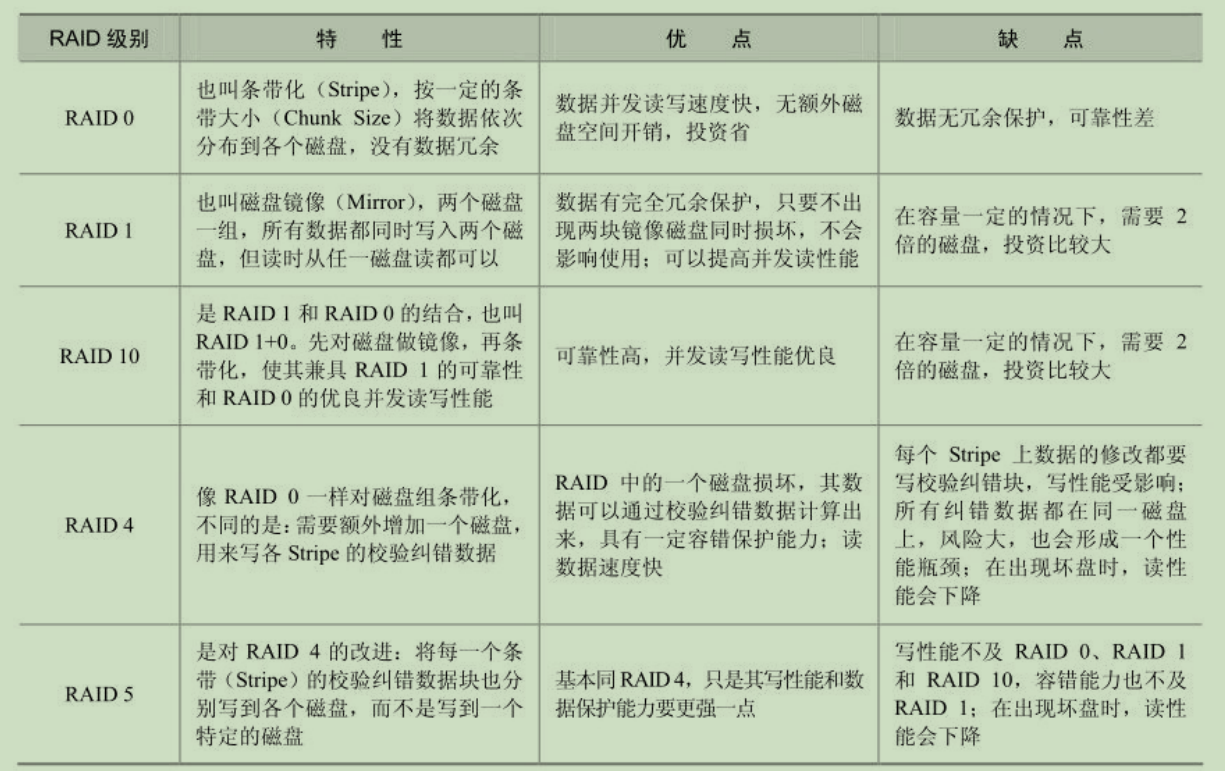 RAID 级别 特 性 优 点 缺 点
RAID 0
也叫条带化（Stripe），按一定的条
带大小（Chunk Size）将数据依次
分布到各个磁盘，没有数据冗余
数据并发读写速度快，无额外磁
盘空间开销，投资省
数据无冗余保护，可靠性差
RAID 1
也叫磁盘镜像（Mirror），两个磁盘
一组，所有数据都同时写入两个磁
盘，但读时从任一磁盘读都可以
数据有完全冗余保护，只要不出
现两块镜像磁盘同时损坏，不会
影响使用；可以提高并发读性能
在容量一定的情况下，需要 2
倍的磁盘，投资比较大
RAID 10
是 RAID 1 和 RAID 0 的结合，也叫
RAID 1+0。先对磁盘做镜像，再条
带化，使其兼具 RAID 1 的可靠性
和 RAID 0 的优良并发读写性能
可靠性高，并发读写性能优良
在容量一定的情况下，需要 2
倍的磁盘，投资比较大
RAID 4
像 RAID 0 一样对磁盘组条带化，
不同的是：需要额外增加一个磁盘，
用来写各 Stripe 的校验纠错数据
RAID 中的一个磁盘损坏，其数
据可以通过校验纠错数据计算出
来，具有一定容错保护能力；读
数据速度快
每个 Stripe 上数据的修改都要
写校验纠错块，写性能受影响；
所有纠错数据都在同一磁盘
上，风险大，也会形成一个性
能瓶颈；在出现坏盘时，读性
能会下降
RAID 5
是对 RAID 4 的改进：将每一个条
带（Stripe）的校验纠错数据块也分
别写到各个磁盘，而不是写到一个
特定的磁盘
基本同 RAID 4，只是其写性能和数
据保护能力要更强一点
写性能不及 RAID 0、RAID 1
和 RAID 10，容错能力也不及
RAID 1；在出现坏盘时，读性
能会下降